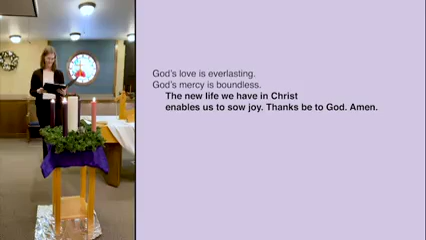 God's love is everlasting.
God's mercy is boundless.
The new life we have in Christ
enables us to sow joy. Thanks be to God. Amen.